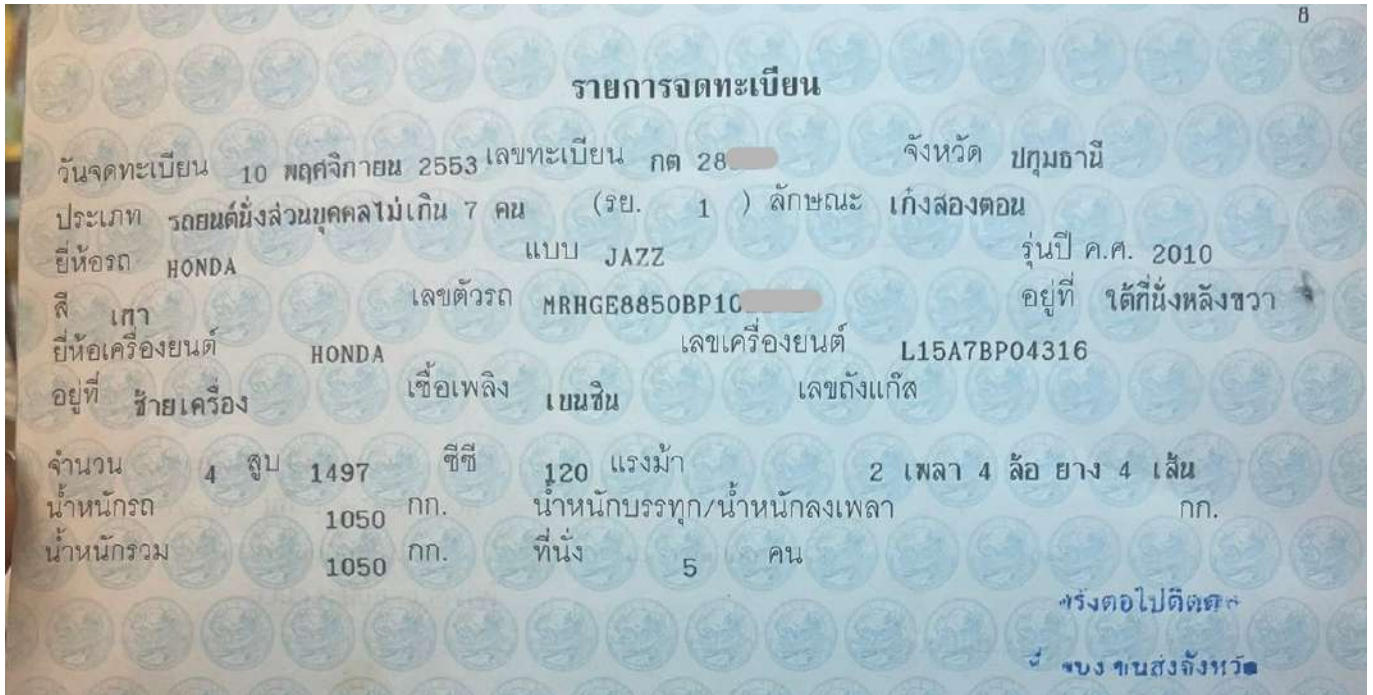 8
รายการจดทะเบียน
วันจดทะเบียน 10 พฤศจิกายน 2553 เลขทะเบียน กต 28 จังหวัด ปทุมธานี
ประเภท รถยนต์นั่งส่วนบุคคลไม่เกิน 7 คน (รย. 1 ) ลักษณะ เก๋งสองตอน
ยี่ห้อรถ HONDA แบบ JAZZ รุ่นปี ค.ศ. 2010
สี เทา เลขตัวรถ MRHGE8850BP10 อยู่ที่ ใต้ที่นั่งหลังขวา
ยี่ห้อเครื่องยนต์ HONDA เลขเครื่องยนต์ L15A7BP04316
อยู่ที่ ซ้ายเครื่อง เชื้อเพลิง เบนซิน เลขถังแก๊ส
จำนวน 4 สูบ 1497 ซีซี 120 แรงม้า 2 เพลา 4 ล้อ ยาง 4 เส้น
น้ำหนักรถ 1050 กก. น้ำหนักบรรทุก/น้ำหนักลงเพลา กก.
น้ำหนักรวม 1050 กก. ที่นั่ง 5 คน